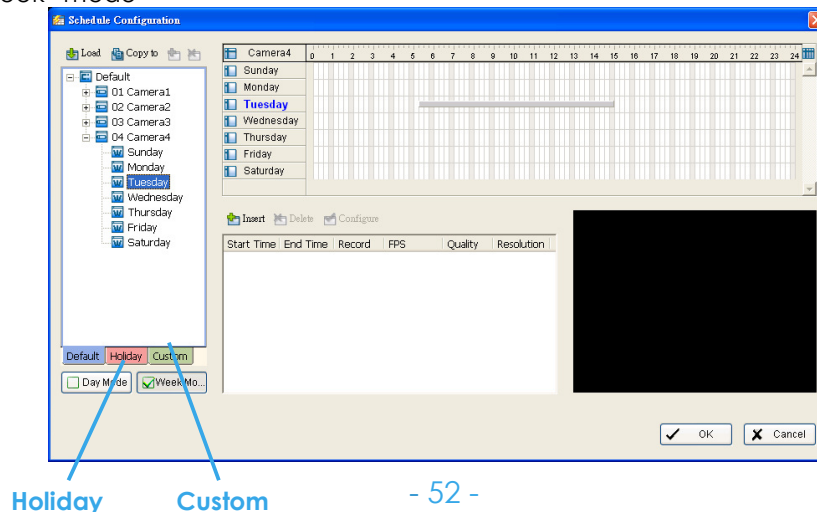 Schedule Configuration
Load Copy to
Default
01 Camera1
02 Camera2
03 Camera3
04 Camera4
Sunday
Monday
Tuesday
Wednesday
Thursday
Friday
Saturday
Default Holiday Custom
Day Mode Week Mo...
Camera4 0 1 2 3 4 5 6 7 8 9 10 11 12 13 14 15 16 17 18 19 20 21 22 23 24
Sunday
Monday
Tuesday
Wednesday
Thursday
Friday
Saturday
Insert Delete Configure
Start Time End Time Record FPS Quality Resolution
OK Cancel
Holiday Custom
- 52 -